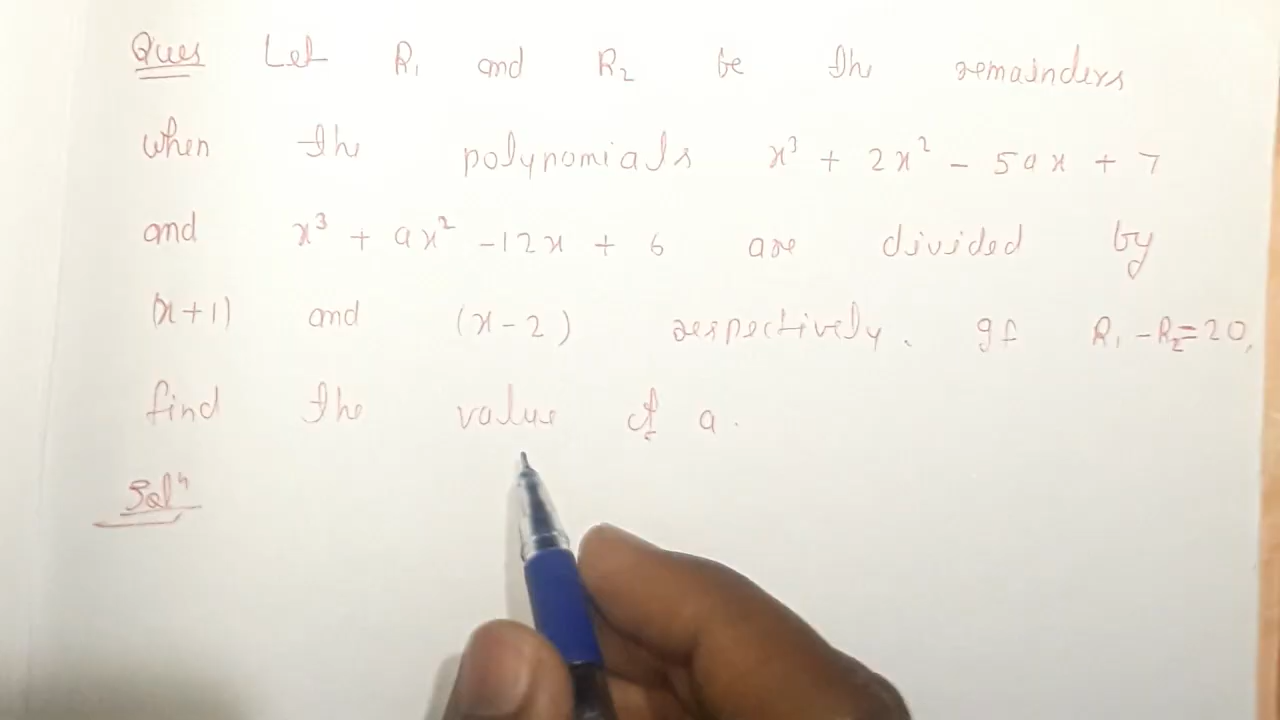 Ques Let R₁ and R₂ be the remainders
when the polynomials x³ + 2x² - 5ax + 7
and x³ + ax² - 12x + 6 are divided by
(x+1) and (x-2) respectively. If R₁ - R₂ = 20,
find the value of a.
Solⁿ